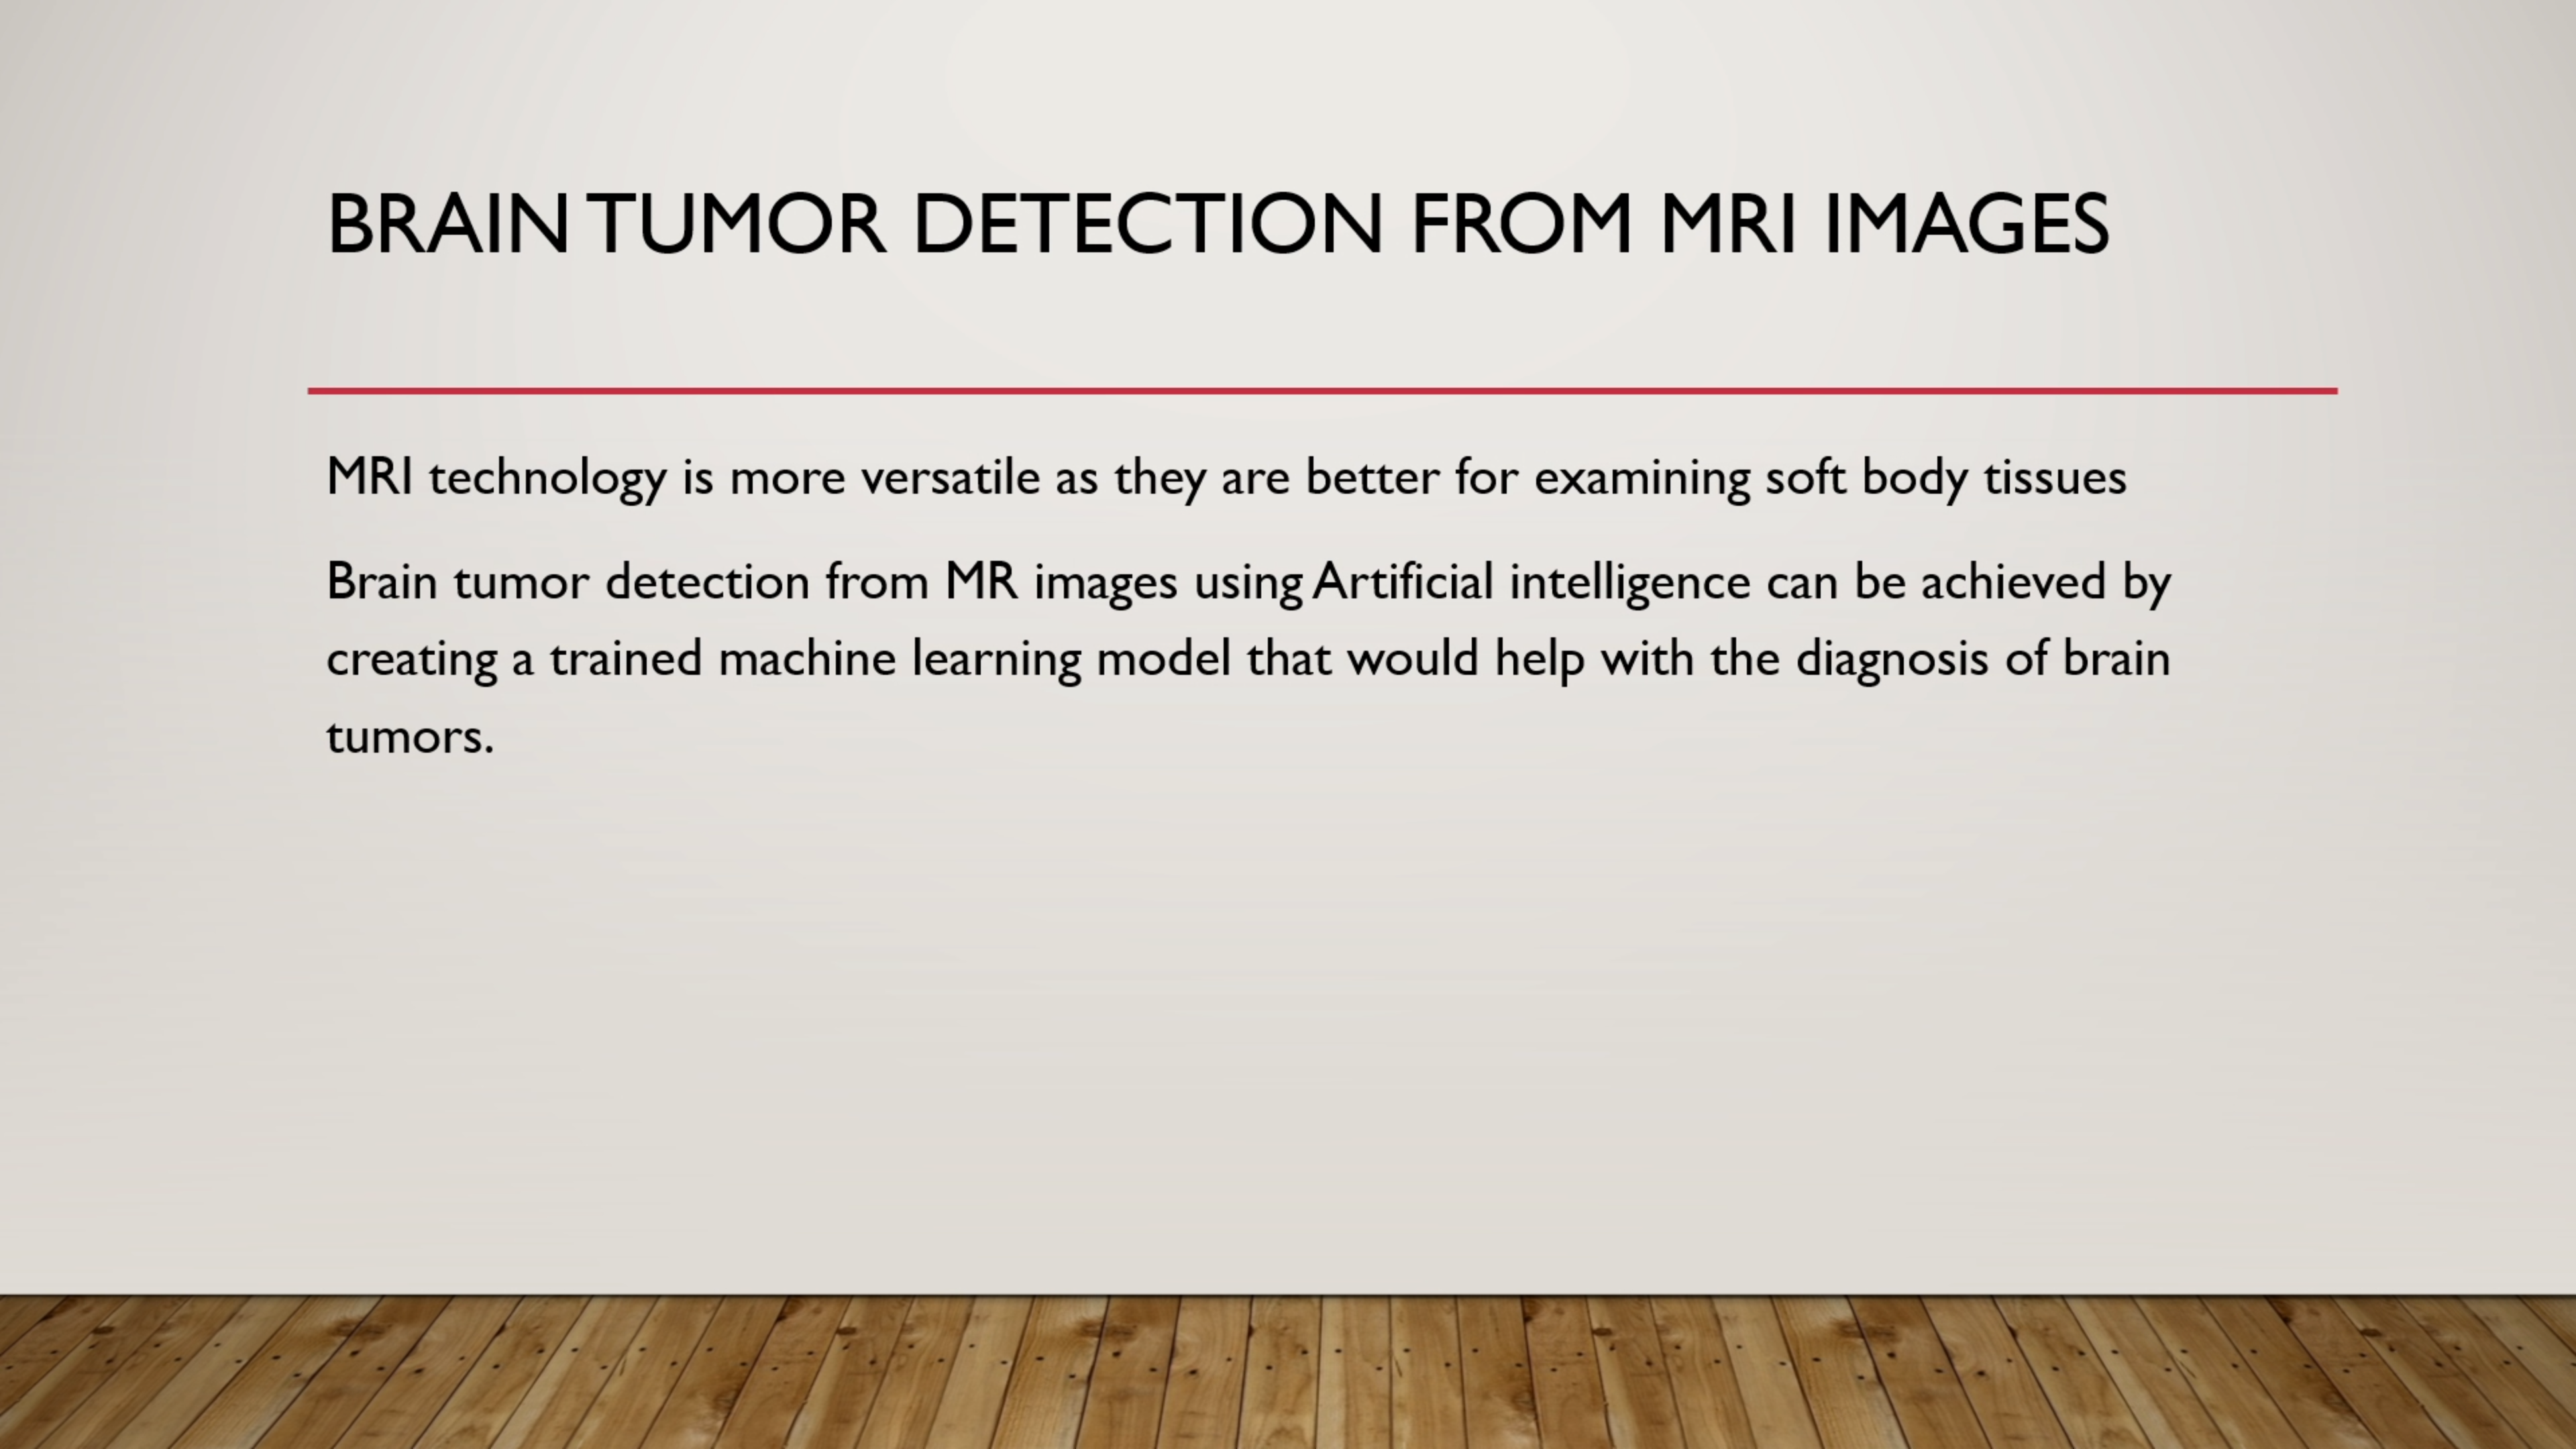 BRAIN TUMOR DETECTION FROM MRI IMAGES
MRI technology is more versatile as they are better for examining soft body tissues
Brain tumor detection from MR images using Artificial intelligence can be achieved by
creating a trained machine learning model that would help with the diagnosis of brain
tumors.